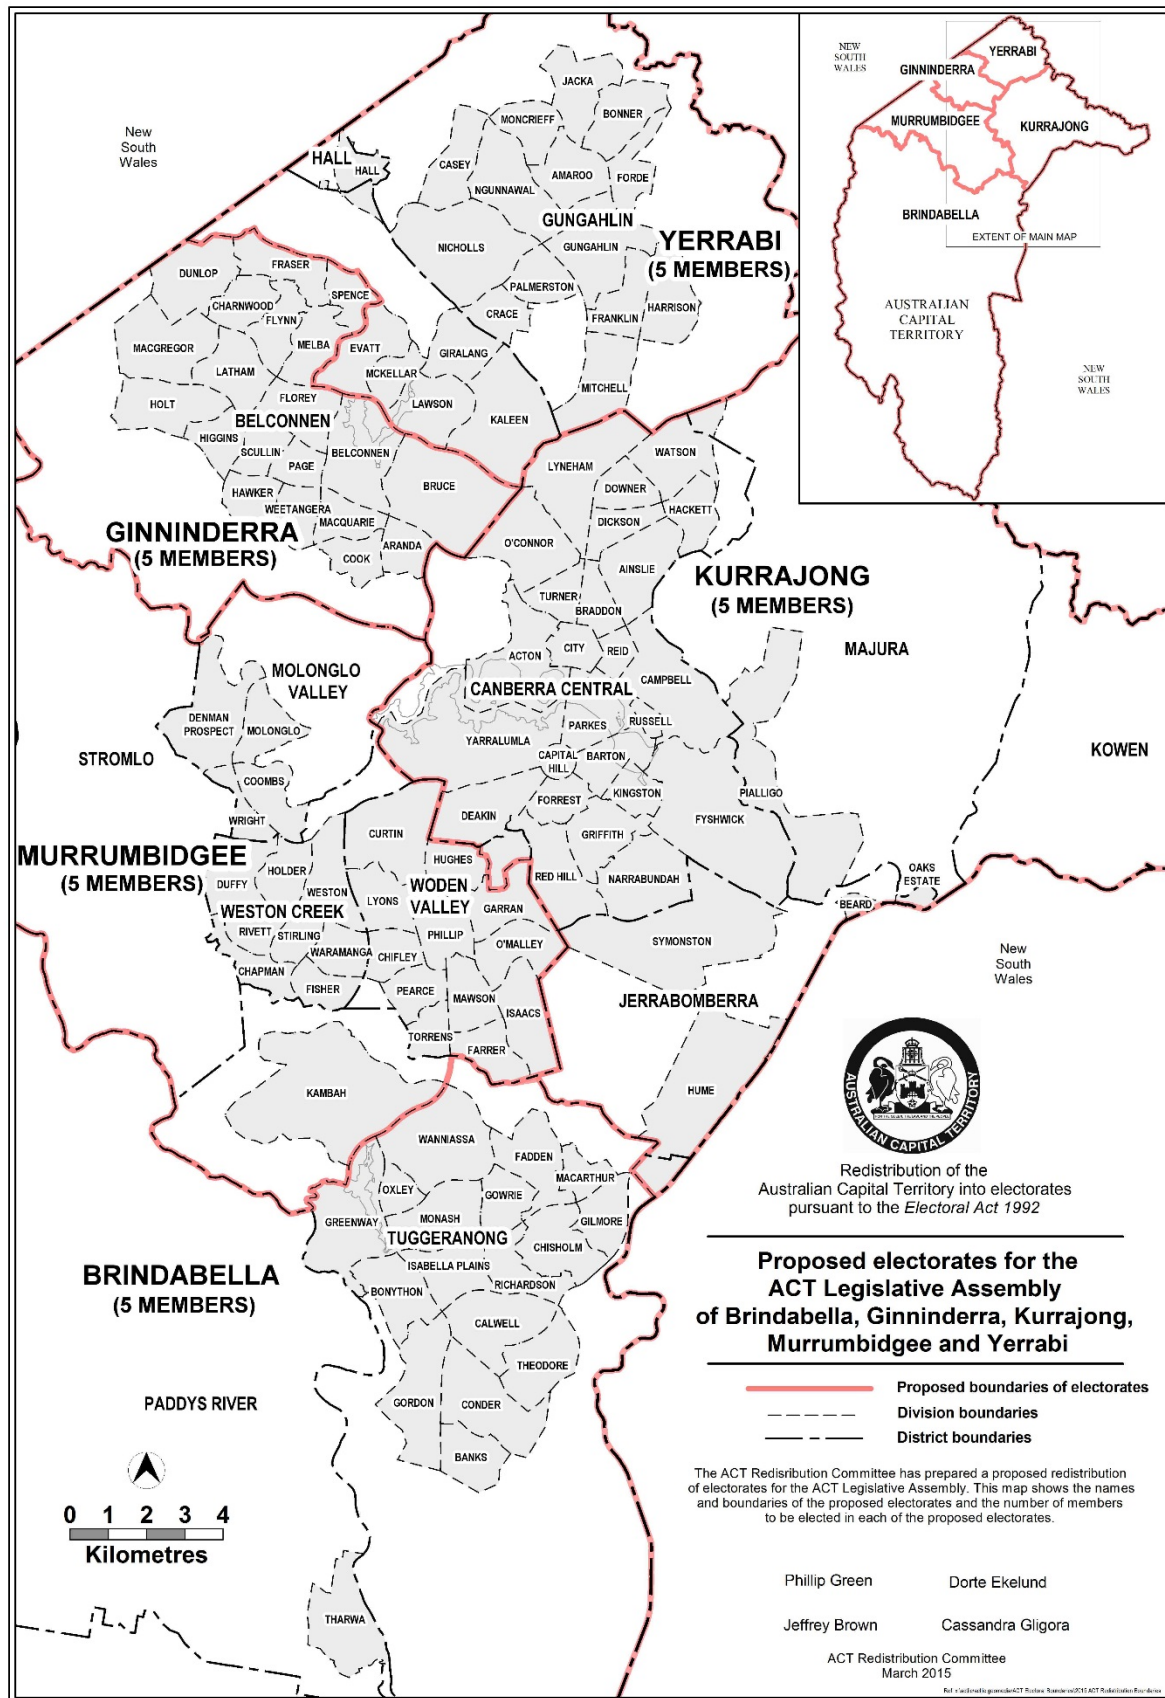 New
South
Wales
HALL
HALL
JACKA
MONCRIEFF
BONNER
CASEY
NGUNNAWAL
AMAROO
FORDE
GUNGAHLIN
NICHOLLS
GUNGAHLIN
YERRABI
(5 MEMBERS)
PALMERSTON
CRACE
FRANKLIN
HARRISON
GIRALANG
MITCHELL
DUNLOP
FRASER
SPENCE
CHARNWOOD
FLYNN
MACGREGOR
MELBA
EVATT
LATHAM
MCKELLAR
HOLT
FLOREY
LAWSON
KALEEN
BELCONNEN
HIGGINS
SCULLIN
PAGE
BELCONNEN
BRUCE
HAWKER
WEETANGERA
MACQUARIE
ARANDA
COOK
GINNINDERRA
(5 MEMBERS)
LYNEHAM
WATSON
DOWNER
HACKETT
DICKSON
O'CONNOR
AINSLIE
KURRAJONG
(5 MEMBERS)
TURNER
BRADDON
CITY
REID
ACTON
CAMPBELL
MAJURA
CANBERRA CENTRAL
PARKES
RUSSELL
YARRALUMLA
CAPITAL
HILL
BARTON
KINGSTON
PIALLIGO
KOWEN
DEAKIN
FORREST
FYSHWICK
GRIFFITH
RED HILL
NARRABUNDAH
OAKS
ESTATE
BEARD
SYMONSTON
JERRABOMBERRA
HUME
MOLONGLO
VALLEY
DENMAN
PROSPECT
MOLONGLO
STROMLO
COOMBS
WRIGHT
MURRUMBIDGEE
(5 MEMBERS)
CURTIN
HUGHES
HOLDER
DUFFY
WESTON
LYONS
WODEN
VALLEY
GARRAN
WESTON CREEK
RIVETT
STIRLING
WARAMANGA
PHILLIP
O'MALLEY
CHIFLEY
CHAPMAN
FISHER
PEARCE
MAWSON
ISAACS
TORRENS
FARRER
KAMBAH
WANNIASSA
FADDEN
MACARTHUR
OXLEY
GOWRIE
GREENWAY
MONASH
GILMORE
TUGGERANONG
CHISHOLM
ISABELLA PLAINS
BONYTHON
RICHARDSON
CALWELL
THEODORE
GORDON
CONDER
BANKS
BRINDABELLA
(5 MEMBERS)
PADDYS RIVER
THARWA
0 1 2 3 4
Kilometres
NEW
SOUTH
WALES
YERRABI
GINNINDERRA
MURRUMBIDGEE
KURRAJONG
BRINDABELLA
EXTENT OF MAIN MAP
AUSTRALIAN
CAPITAL
TERRITORY
NEW
SOUTH
WALES
New
South
Wales
AUSTRALIAN CAPITAL TERRITORY
Redistribution of the
Australian Capital Territory into electorates
pursuant to the Electoral Act 1992
Proposed electorates for the
ACT Legislative Assembly
of Brindabella, Ginninderra, Kurrajong,
Murrumbidgee and Yerrabi
Proposed boundaries of electorates
Division boundaries
District boundaries
The ACT Redisribution Committee has prepared a proposed redistribution
of electorates for the ACT Legislative Assembly. This map shows the names
and boundaries of the proposed electorates and the number of members
to be elected in each of the proposed electorates.
Phillip Green
Dorte Ekelund
Jeffrey Brown
Cassandra Gligora
ACT Redistribution Committee
March 2015